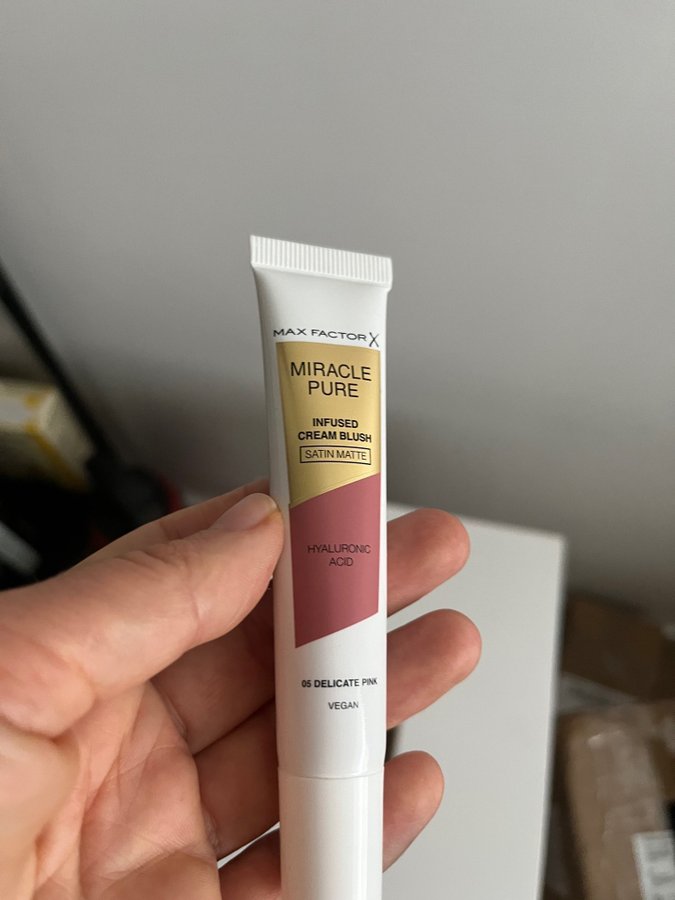 MAX FACTOR X
MIRACLE
PURE
INFUSED
CREAM BLUSH
SATIN MATTE
HYALURONIC
ACID
05 DELICATE PINK
VEGAN